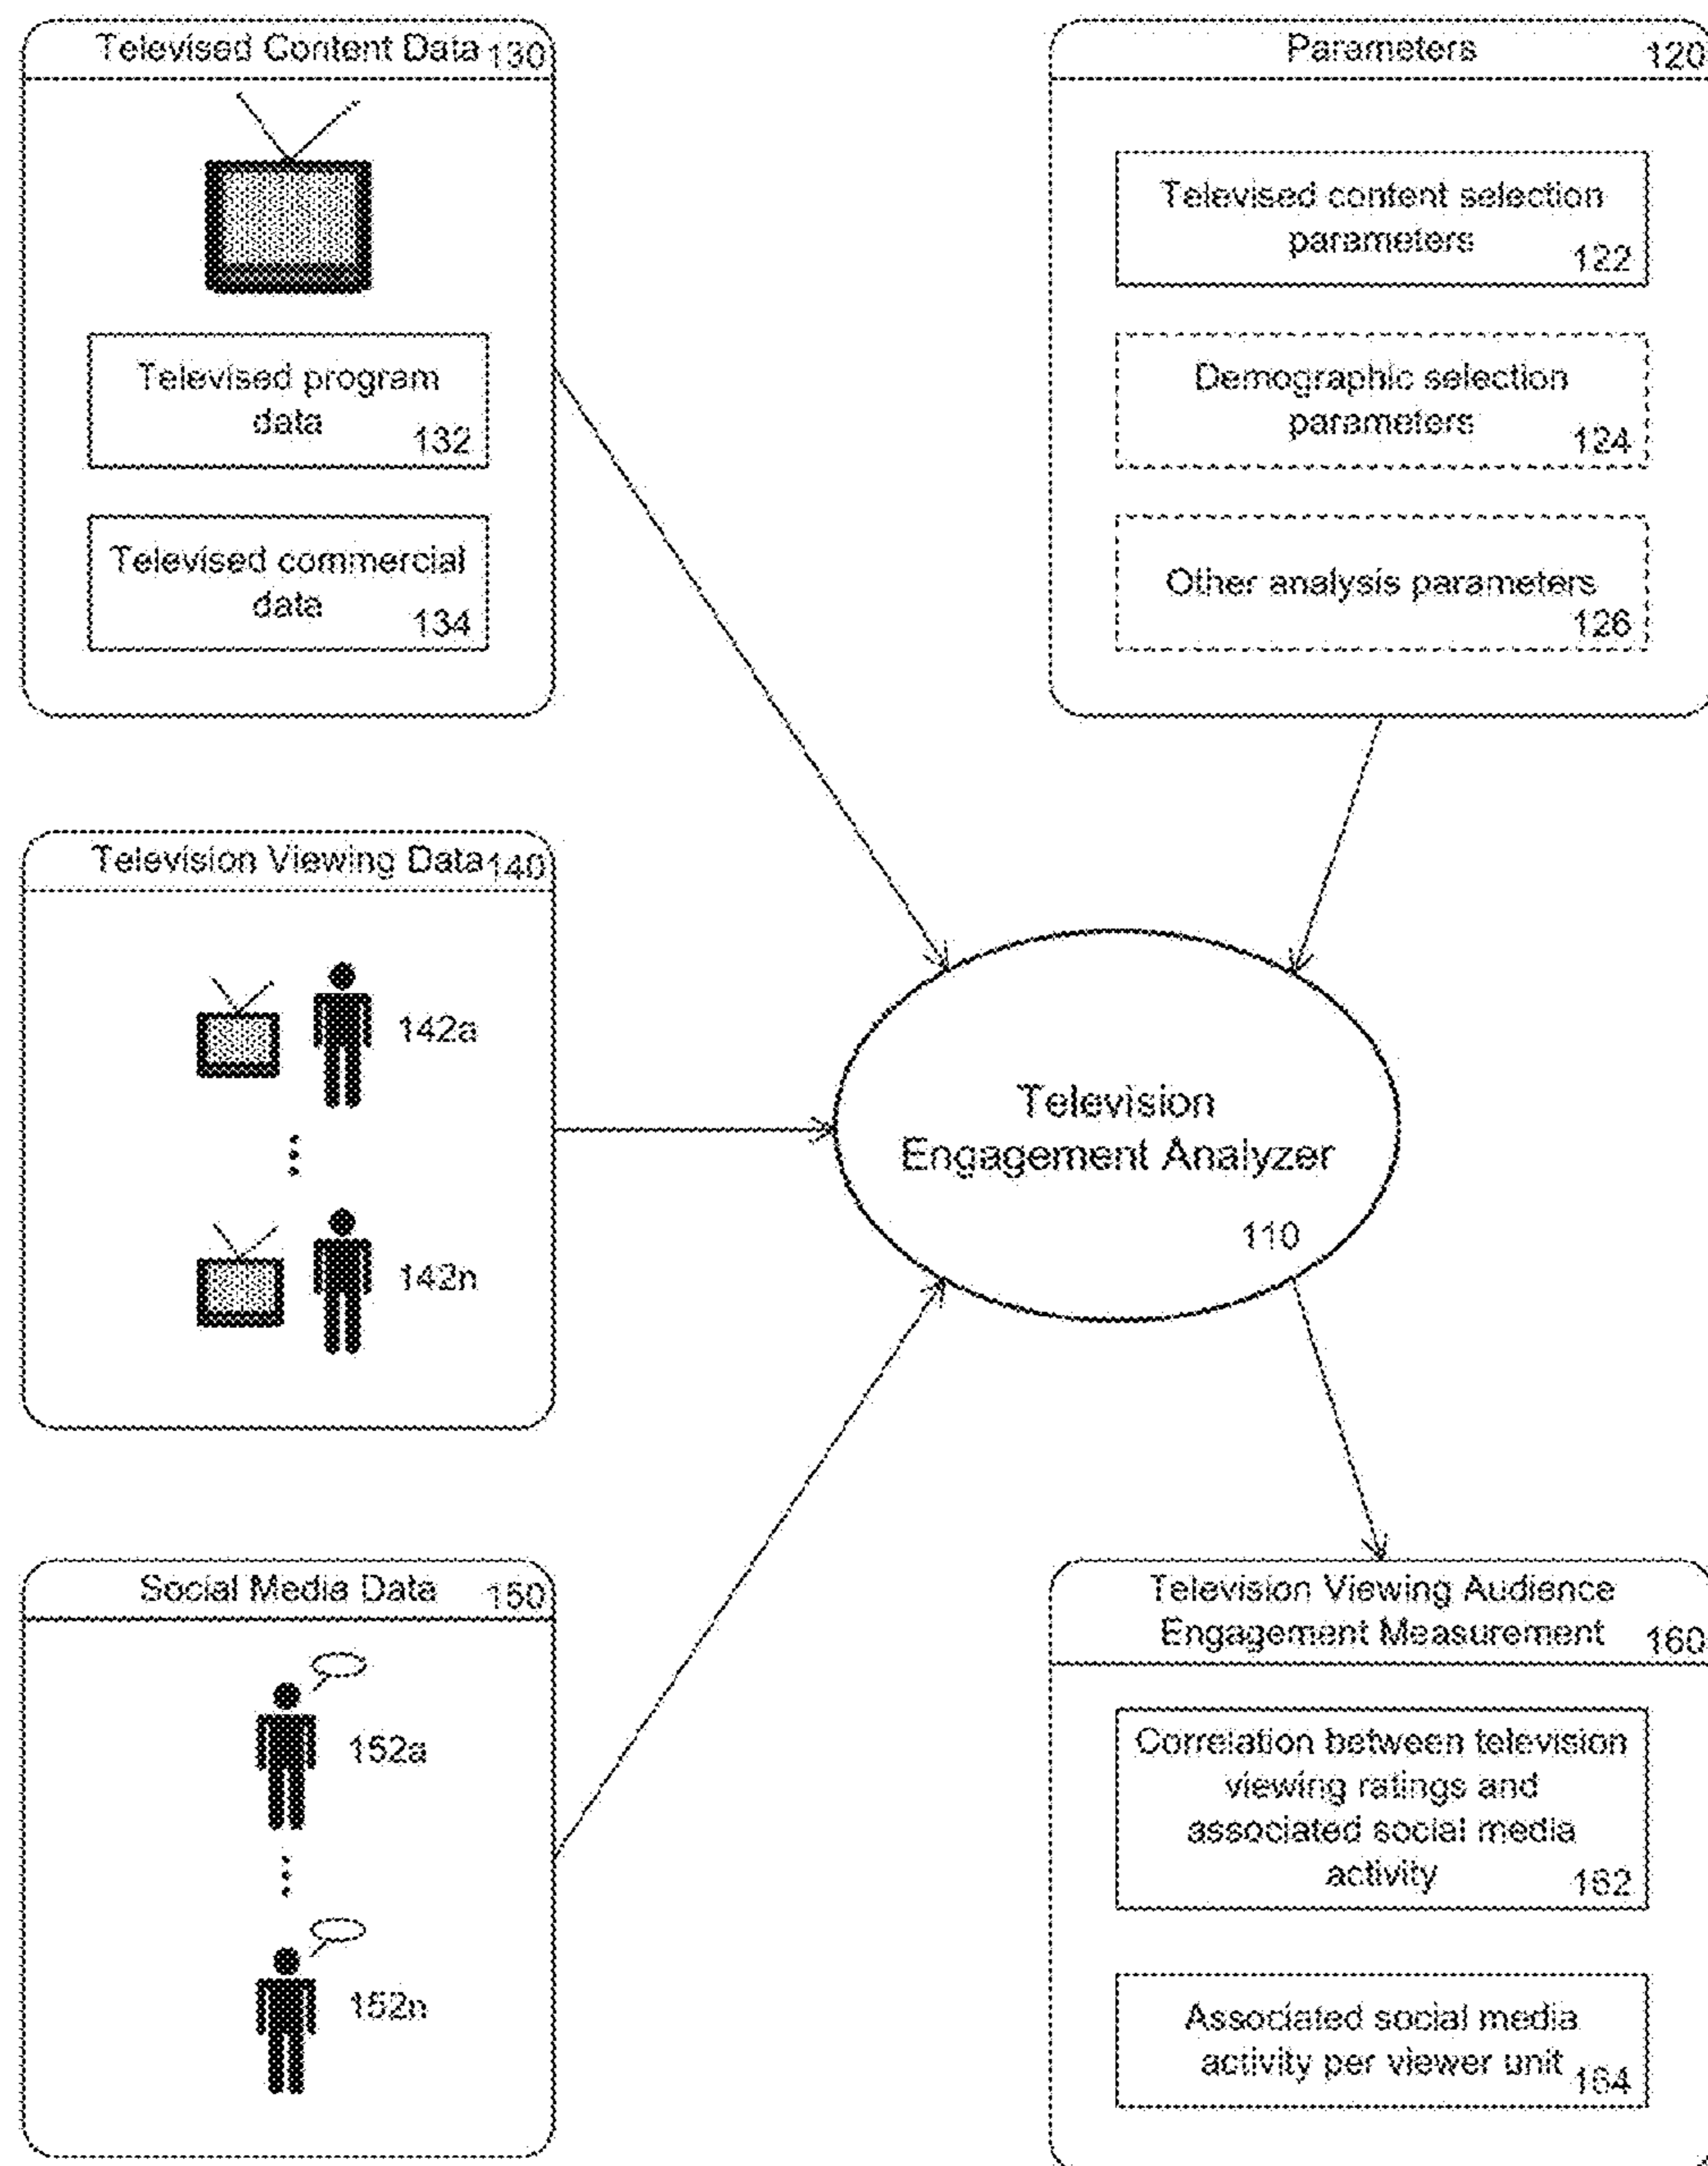 Televised Content Data 130
Televised program
data
132
Televised commercial
data
134
Parameters 120
Televised content selection
parameters
122
Demographic selection
parameters
124
Other analysis parameters
126
Television Viewing Data 140
142a
142n
Television
Engagement Analyzer
110
Social Media Data 150
152a
152n
Television Viewing Audience
Engagement Measurement 160
Correlation between television
viewing ratings and
associated social media
activity
162
Associated social media
activity per viewer unit
164